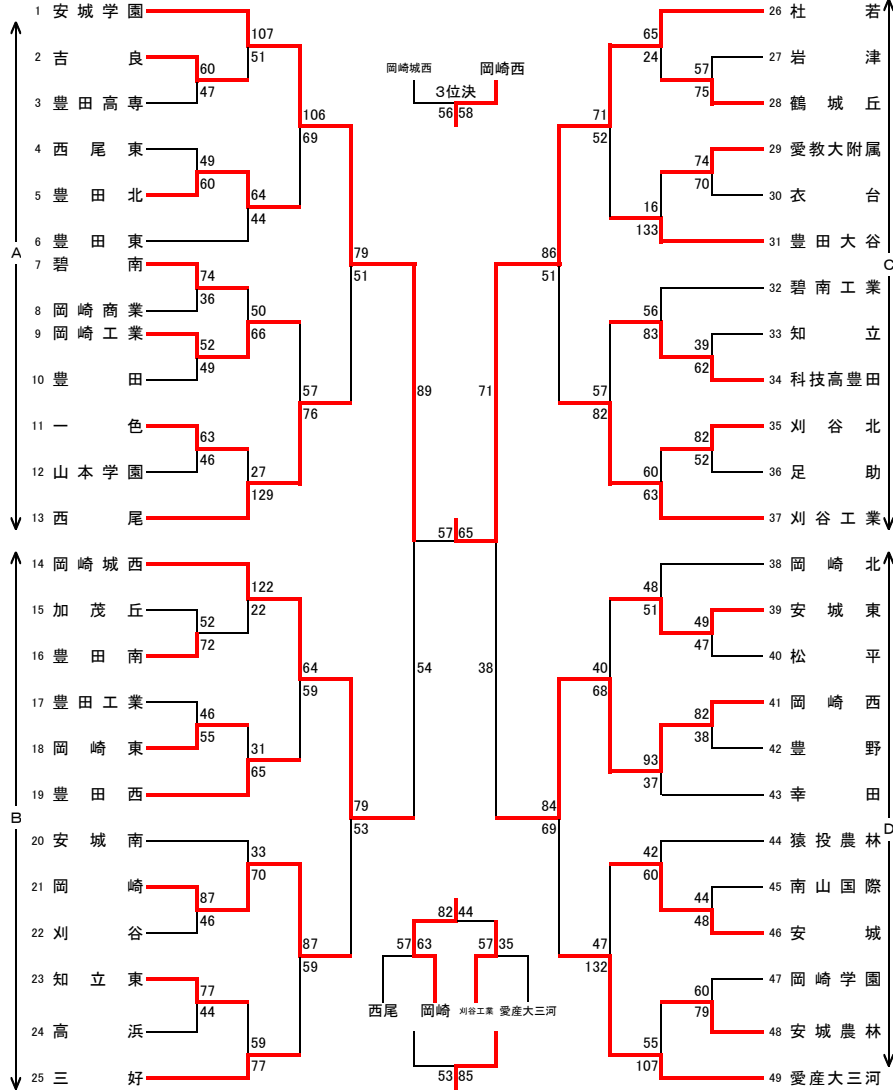 1 安城学園
2 吉良
3 豊田高専
4 西尾東
5 豊田北
6 豊田東
7 碧南
8 岡崎商業
9 岡崎工業
10 豊田
11 一色
12 山本学園
13 西尾
A
14 岡崎城西
15 加茂丘
16 豊田南
17 豊田工業
18 岡崎東
19 豊田西
20 安城南
21 岡崎
22 刈谷
23 知立東
24 高浜
25 三好
B
107
51
60
47
106
69
49
60
64
44
79
51
74
36
50
66
52
49
57
76
63
46
27
129
122
22
52
72
64
59
46
55
31
65
79
53
33
70
87
46
87
59
77
44
59
77
岡崎城西 岡崎西
3位決
56 58
89 71
57 65
54 38
82 44
57 63 57 35
西尾 岡崎 刈谷工業 愛産大三河
53 85
65
24
57
75
71
52
74
70
16
133
86
51
56
83
39
62
57
82
82
52
60
63
48
51
49
47
40
68
82
38
93
37
84
69
42
60
44
48
47
132
60
79
55
107
26 杜若
27 岩津
28 鶴城丘
29 愛教大附属
30 衣台
31 豊田大谷
32 碧南工業
33 知立
34 科技高豊田
35 刈谷北
36 足助
37 刈谷工業
C
38 岡崎北
39 安城東
40 松平
41 岡崎西
42 豊野
43 幸田
44 猿投農林
45 南山国際
46 安城
47 岡崎学園
48 安城農林
49 愛産大三河
D